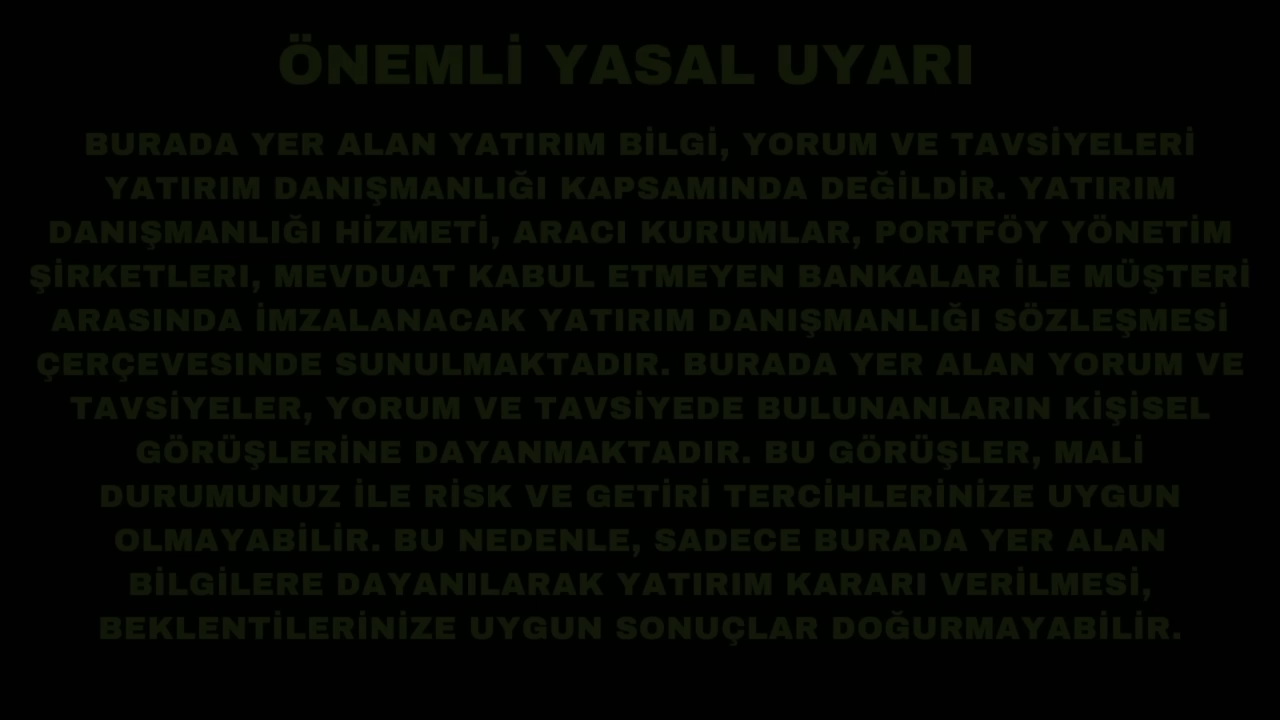 ÖNEMLİ YASAL UYARI
BURADA YER ALAN YATIRIM BİLGİ, YORUM VE TAVSİYELERİ
YATIRIM DANIŞMANLIĞI KAPSAMINDA DEĞİLDİR. YATIRIM
DANIŞMANLIĞI HİZMETİ, ARACI KURUMLAR, PORTFÖY YÖNETİM
ŞİRKETLERI, MEVDUAT KABUL ETMEYEN BANKALAR İLE MÜŞTERİ
ARASINDA İMZALANACAK YATIRIM DANIŞMANLIĞI SÖZLEŞMESİ
ÇERÇEVESINDE SUNULMAKTADIR. BURADA YER ALAN YORUM VE
TAVSİYELER, YORUM VE TAVSİYEDE BULUNANLARIN KİŞİSEL
GÖRÜŞLERİNE DAYANMAKTADIR. BU GÖRÜŞLER, MALİ
DURUMUNUZ İLE RİSK VE GETİRİ TERCİHLERİNİZE UYGUN
OLMAYABİLİR. BU NEDENLE, SADECE BURADA YER ALAN
BİLGİLERE DAYANILARAK YATIRIM KARARI VERİLMESİ,
BEKLENTİLERİNİZE UYGUN SONUÇLAR DOĞURMAYABİLİR.